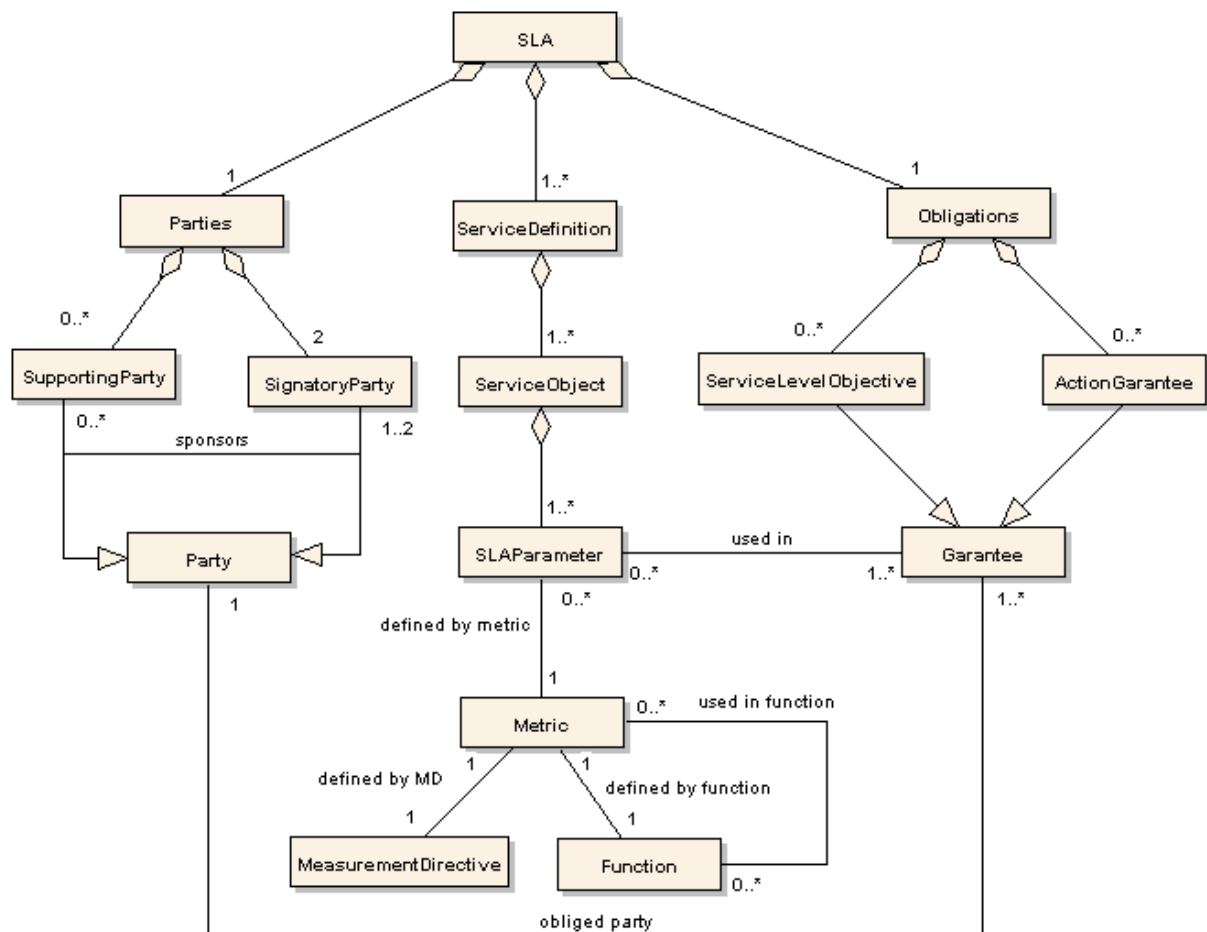 SLA
1
1..*
1
Parties
ServiceDefinition
Obligations
0..*
2
1..*
0..*
0..*
SupportingParty
SignatoryParty
ServiceObject
ServiceLevelObjective
ActionGarantee
0..*
1..2
sponsors
1..*
Party
SLAParameter
used in
Garantee
1
0..*
0..*
1..*
1..*
defined by metric
1
Metric
0..*
used in function
1
1
defined by MD
defined by function
1
1
MeasurementDirective
Function
0..*
obliged party